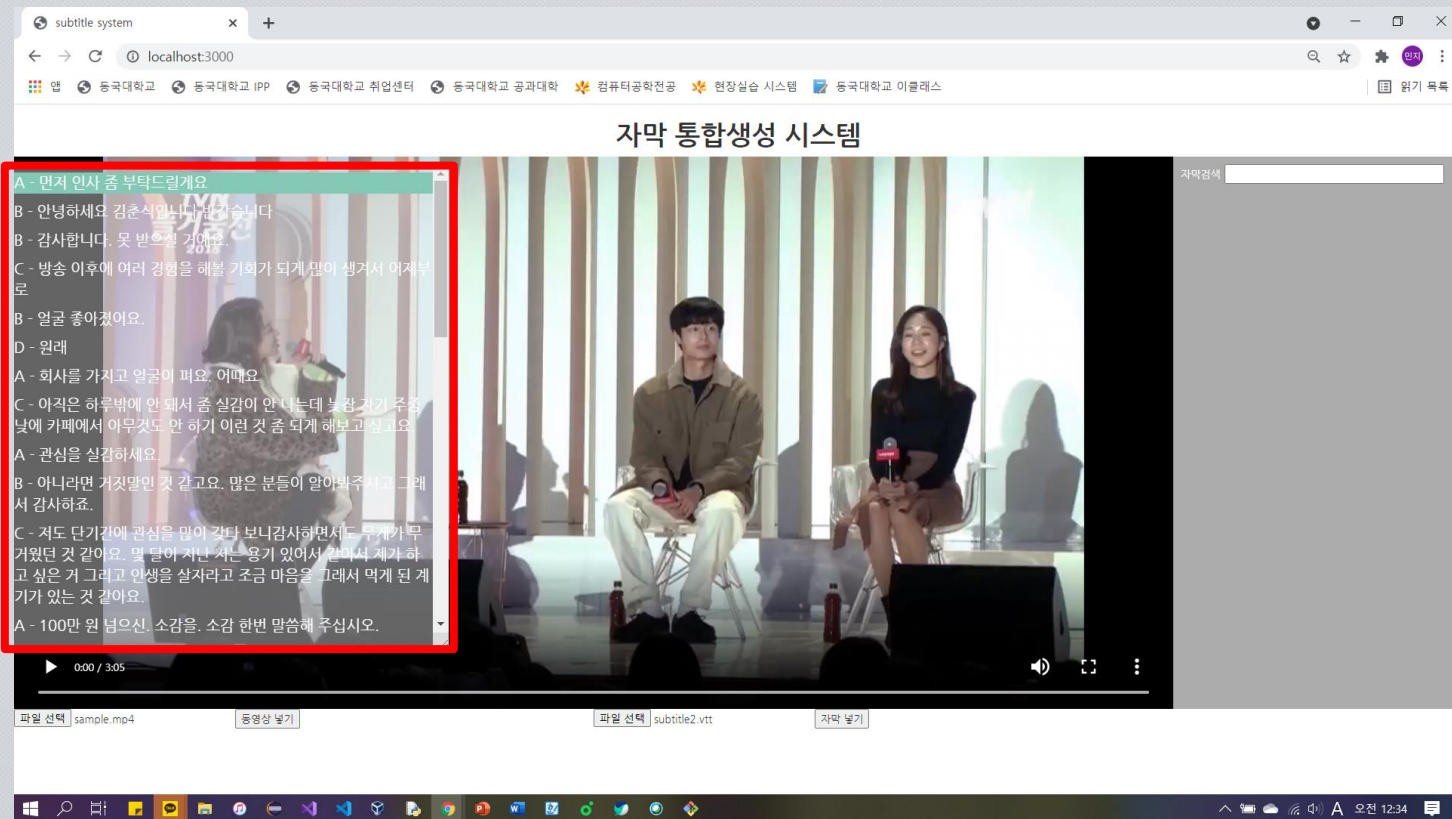 subtitle system
localhost:3000
민지
앱
동국대학교
동국대학교 IPP
동국대학교 취업센터
동국대학교 공과대학
컴퓨터공학전공
현장실습 시스템
동국대학교 이클래스
읽기 목록
자막 통합생성 시스템
자막검색
A - 먼저 인사 좀 부탁드릴게요
B - 안녕하세요 김춘식입니다 반갑습니다
B - 감사합니다. 못 받으실 거예요.
C - 방송 이후에 여러 경험을 해볼 기회가 되게 많이 생겨서 어제부
로
B - 얼굴 좋아졌어요.
D - 원래
A - 회사를 가지고 얼굴이 펴요. 어때요
C - 아직은 하루밖에 안 돼서 좀 실감이 안 나는데 늦잠 자기 주중
낮에 카페에서 아무것도 안 하기 이런 것 좀 되게 해보고 싶고요
A - 관심을 실감하세요.
B - 아니라면 거짓말인 것 같고요. 많은 분들이 알아봐주시고 그래
서 감사하죠.
C - 저도 단기간에 관심을 많이 갖다 보니감사하면서도 무게가 무
거웠던 것 같아요. 몇 달이 지난 저는 용기 있어서 같아서 제가 하
고 싶은 거 그리고 인생을 살자라고 조금 마음을 그래서 먹게 된 계
기가 있는 것 같아요.
A - 100만 원 넘으신. 소감을. 소감 한번 말씀해 주십시오.
2018
0:00 / 3:05
파일 선택 sample.mp4
동영상 넣기
파일 선택 subtitle2.vtt
자막 넣기
A 오전 12:34